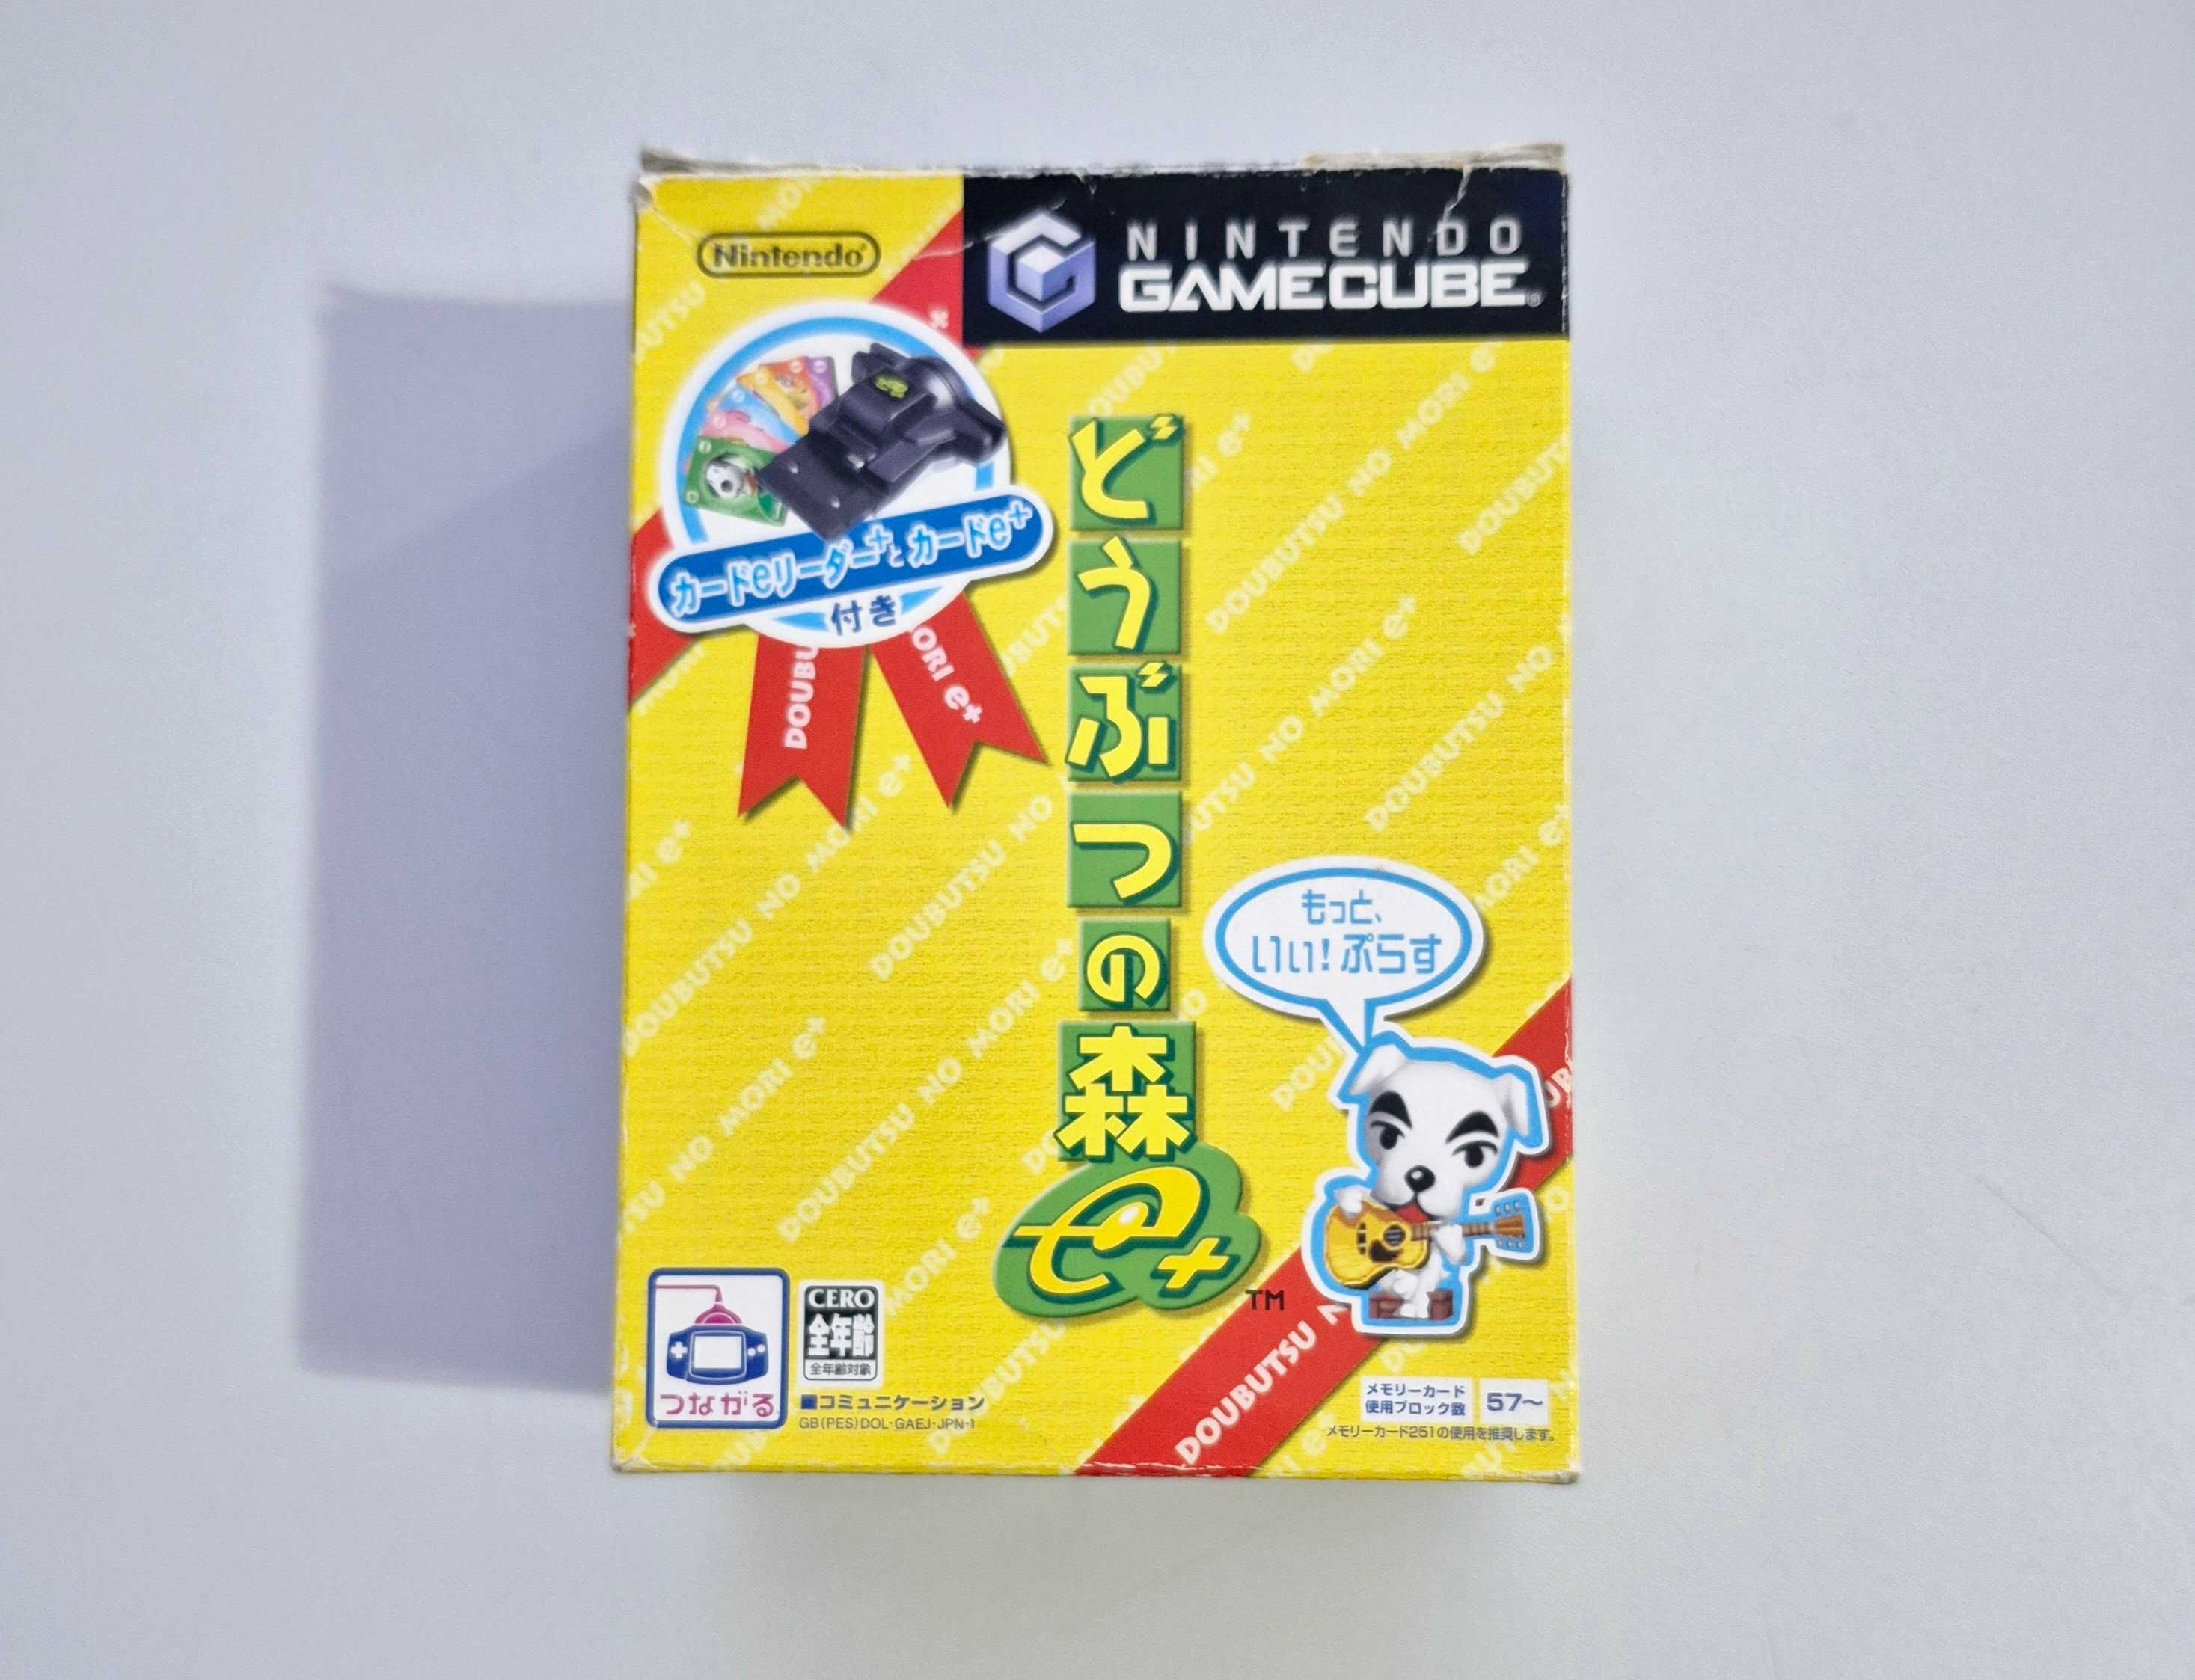 Nintendo
NINTENDO
GAMECUBE
カードeリーダー+とカードe+
付き
どうぶつの森
e+
TM
もっと、
いい!ぷらす
DOUBUTSU NO MORI e+
つながる
CERO
全年齢
全年齢対象
■コミュニケーション
GB(PES)DOL-GAEJ-JPN-1
メモリーカード
使用ブロック数
57〜
メモリーカード251の使用を推奨します。